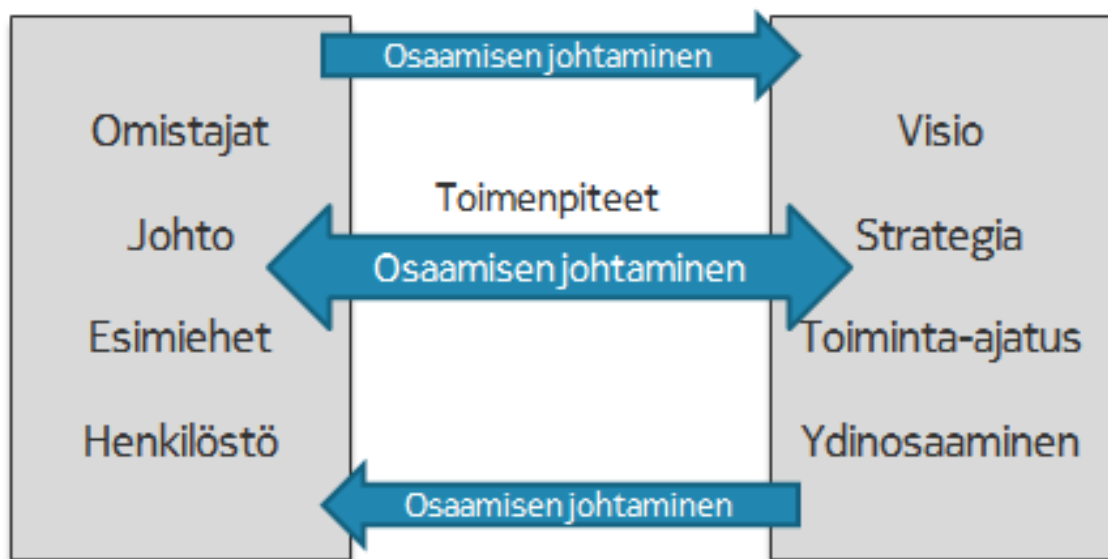 Osaamisen johtaminen
Omistajat
Visio
Toimenpiteet
Johto
Strategia
Osaamisen johtaminen
Esimiehet
Toiminta-ajatus
Henkilöstö
Ydinosaaminen
Osaamisen johtaminen